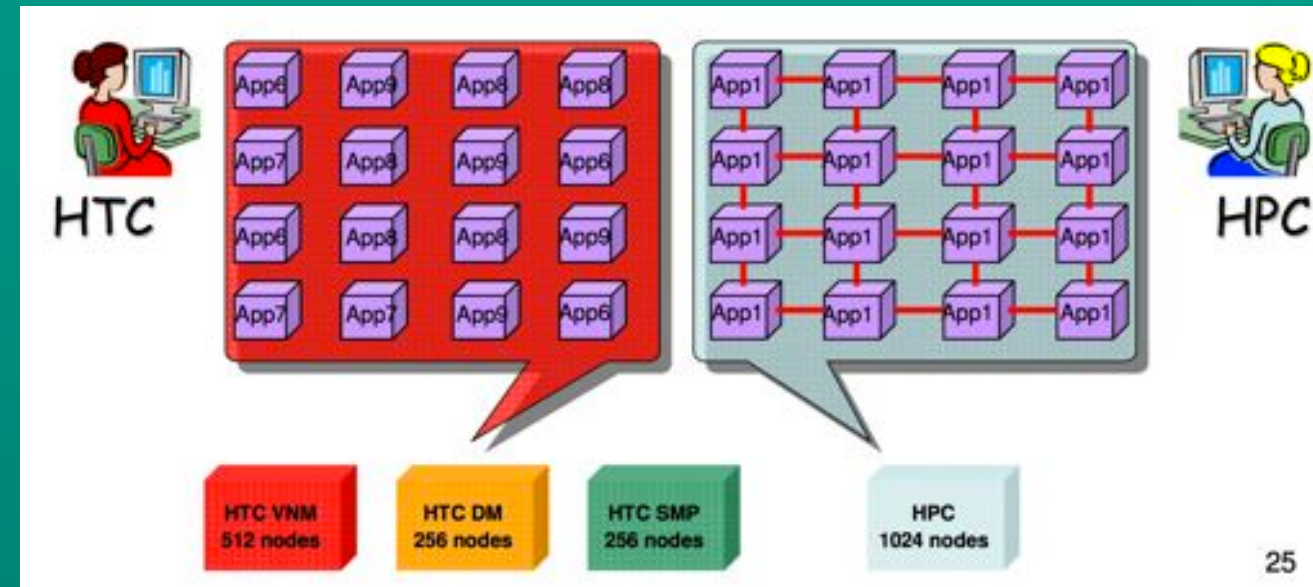 App6 App9 App8 App8 App1 App1 App1 App1
App7 App8 App9 App6 App1 App1 App1 App1
HTC
HPC
App6 App8 App8 App9 App1 App1 App1 App1
App7 App7 App9 App6 App1 App1 App1 App1
HTC VNM
512 nodes
HTC DM
256 nodes
HTC SMP
256 nodes
HPC
1024 nodes
25